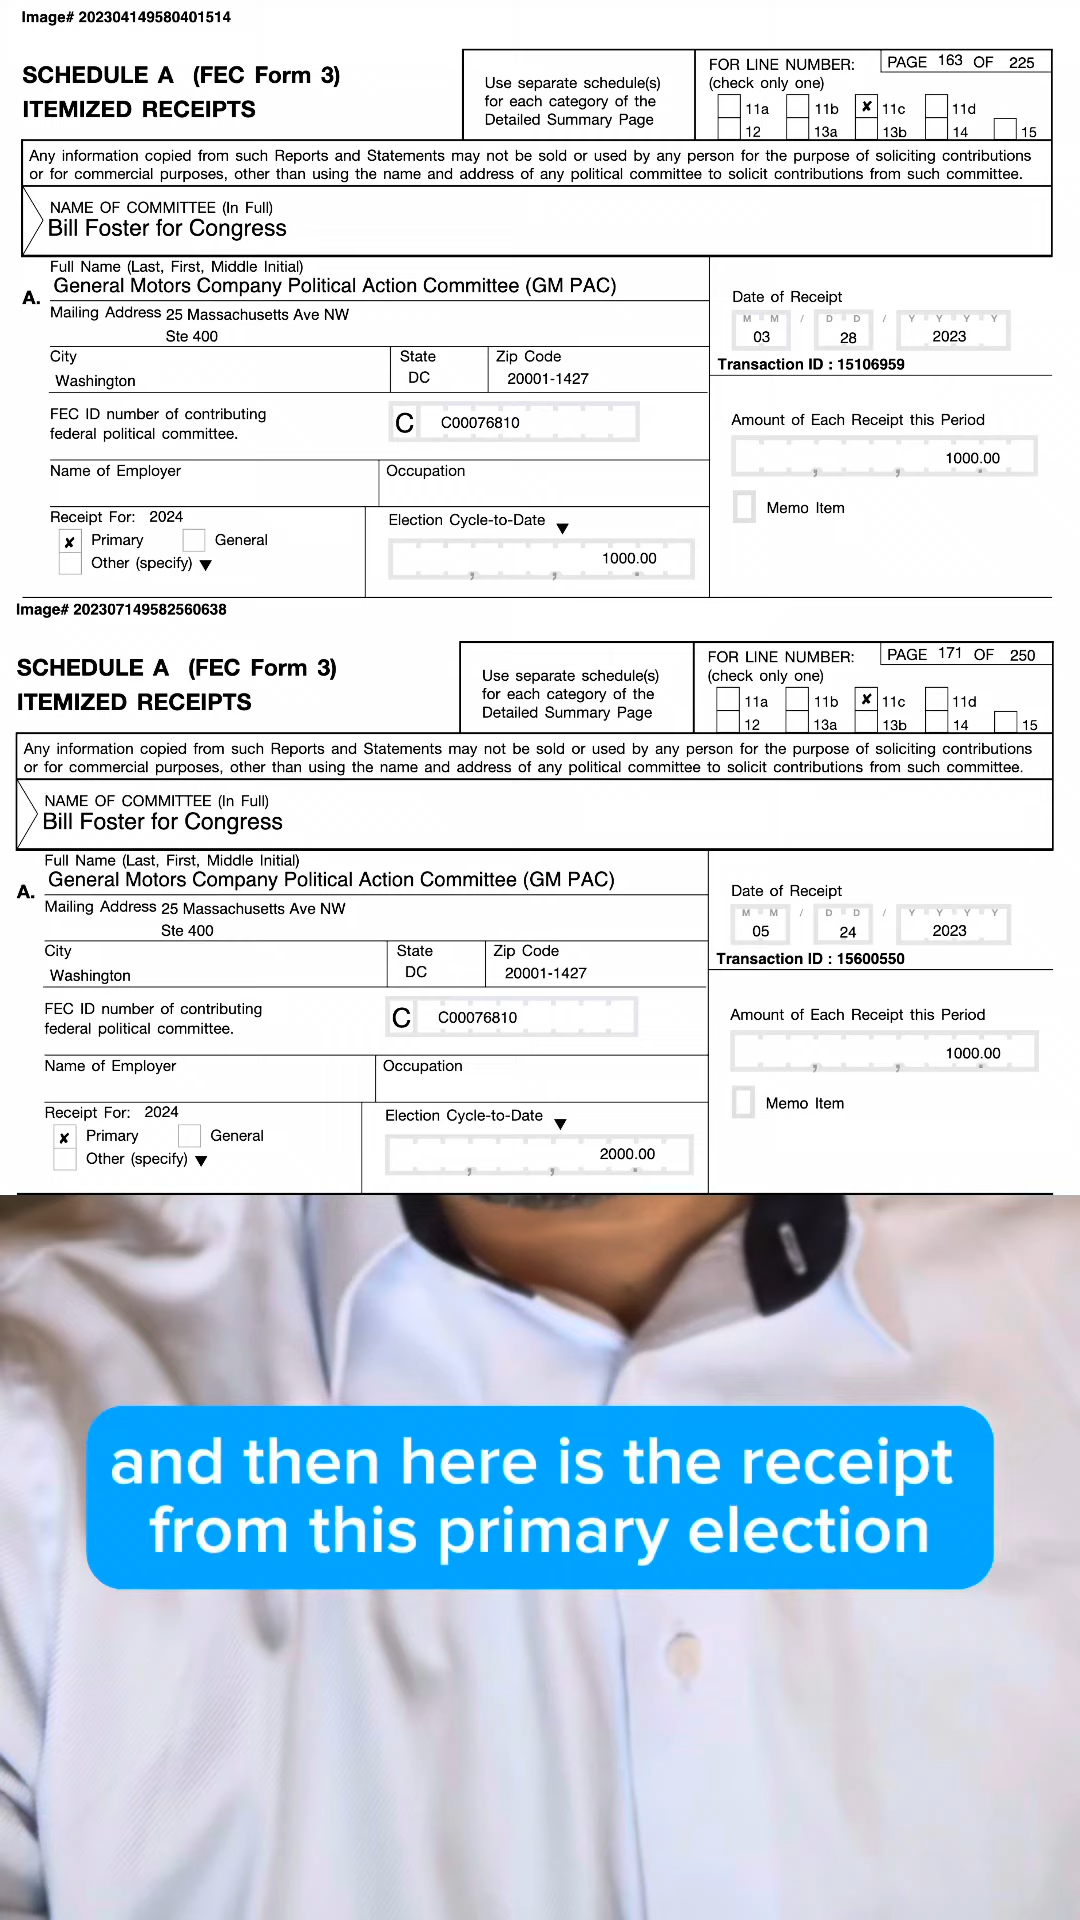 Image# 202304149580401514
SCHEDULE A (FEC Form 3)
ITEMIZED RECEIPTS
Use separate schedule(s)
for each category of the
Detailed Summary Page
FOR LINE NUMBER:
(check only one)
PAGE 163 OF 225
11a 11b ✘ 11c 11d
12 13a 13b 14 15
Any information copied from such Reports and Statements may not be sold or used by any person for the purpose of soliciting contributions
or for commercial purposes, other than using the name and address of any political committee to solicit contributions from such committee.
NAME OF COMMITTEE (In Full)
Bill Foster for Congress
Full Name (Last, First, Middle Initial)
A. General Motors Company Political Action Committee (GM PAC)
Mailing Address 25 Massachusetts Ave NW
Ste 400
City State Zip Code
Washington DC 20001-1427
FEC ID number of contributing
federal political committee.
C C00076810
Name of Employer Occupation
Receipt For: 2024
✘ Primary General
Other (specify) ▼
Election Cycle-to-Date ▼
1000.00
Date of Receipt
M M / D D / Y Y Y Y
03 28 2023
Transaction ID : 15106959
Amount of Each Receipt this Period
1000.00
Memo Item
Image# 202307149582560638
SCHEDULE A (FEC Form 3)
ITEMIZED RECEIPTS
Use separate schedule(s)
for each category of the
Detailed Summary Page
FOR LINE NUMBER:
(check only one)
PAGE 171 OF 250
11a 11b ✘ 11c 11d
12 13a 13b 14 15
Any information copied from such Reports and Statements may not be sold or used by any person for the purpose of soliciting contributions
or for commercial purposes, other than using the name and address of any political committee to solicit contributions from such committee.
NAME OF COMMITTEE (In Full)
Bill Foster for Congress
Full Name (Last, First, Middle Initial)
A. General Motors Company Political Action Committee (GM PAC)
Mailing Address 25 Massachusetts Ave NW
Ste 400
City State Zip Code
Washington DC 20001-1427
FEC ID number of contributing
federal political committee.
C C00076810
Name of Employer Occupation
Receipt For: 2024
✘ Primary General
Other (specify) ▼
Election Cycle-to-Date ▼
2000.00
Date of Receipt
M M / D D / Y Y Y Y
05 24 2023
Transaction ID : 15600550
Amount of Each Receipt this Period
1000.00
Memo Item
and then here is the receipt
from this primary election